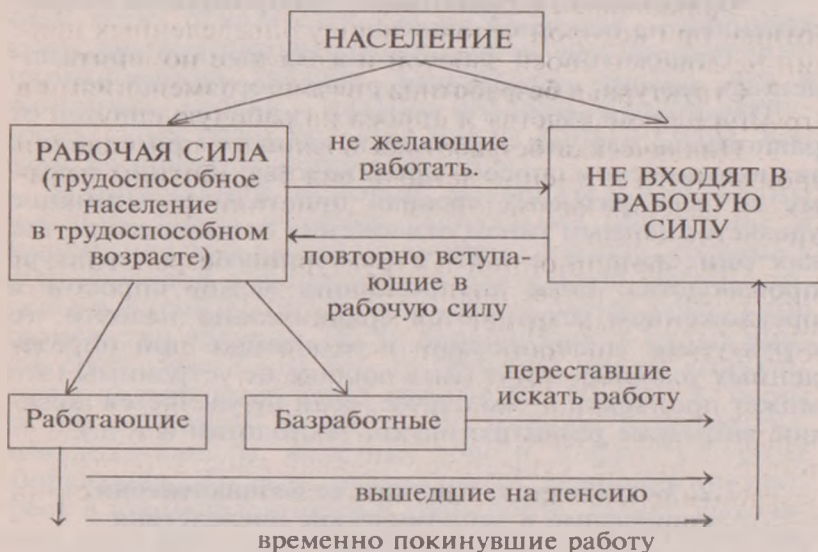 НАСЕЛЕНИЕ
РАБОЧАЯ СИЛА
(трудоспособное
население
в трудоспособном
возрасте)
не желающие
работать.
повторно вступа-
ющие в
рабочую силу
НЕ ВХОДЯТ В
РАБОЧУЮ
СИЛУ
Работающие
Базработные
переставшие
искать работу
вышедшие на пенсию
временно покинувшие работу